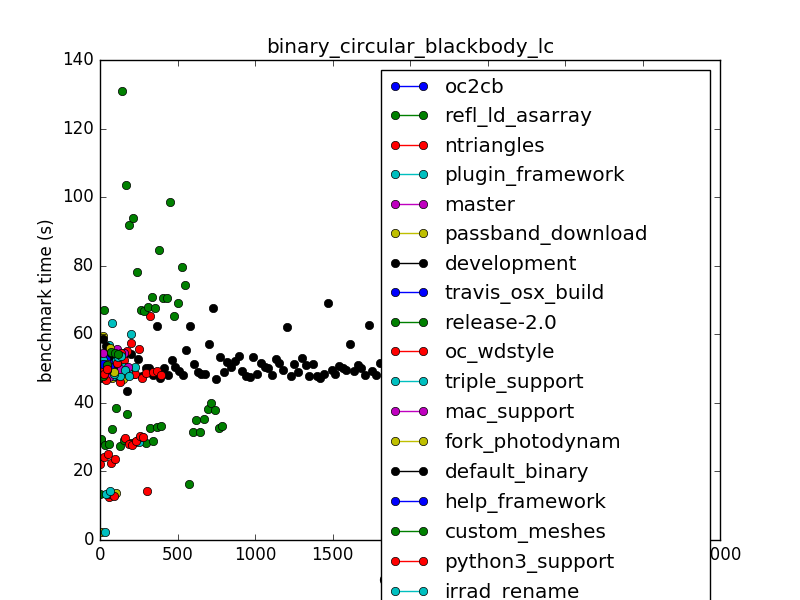 binary_circular_blackbody_lc
benchmark time (s)
140
120
100
80
60
40
20
0
0
500
1000
1500
000
oc2cb
refl_ld_asarray
ntriangles
plugin_framework
master
passband_download
development
travis_osx_build
release-2.0
oc_wdstyle
triple_support
mac_support
fork_photodynam
default_binary
help_framework
custom_meshes
python3_support
irrad_rename